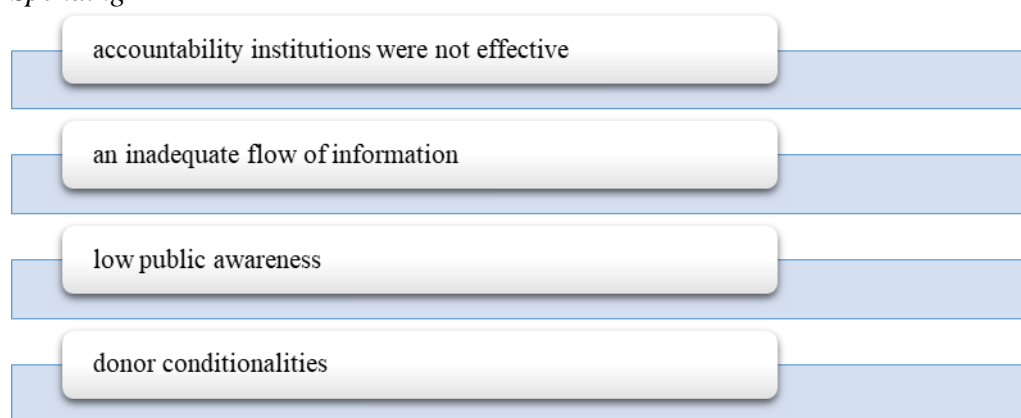 accountability institutions were not effective
an inadequate flow of information
low public awareness
donor conditionalities